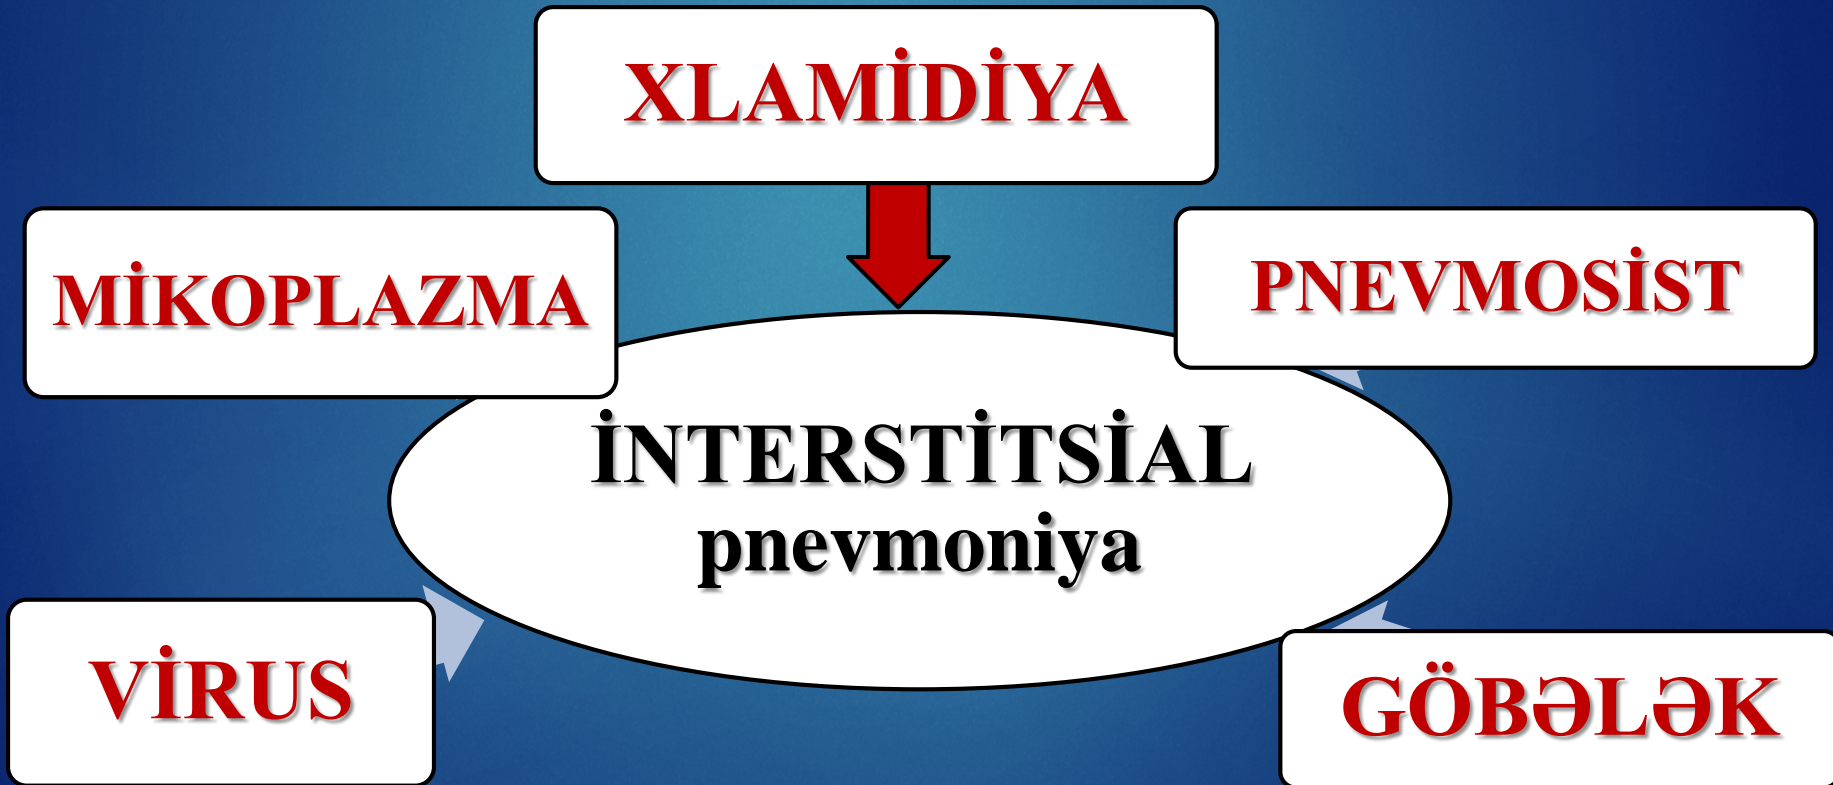 XLAMİDİYA
MİKOPLAZMA
PNEVMOSİST
İNTERSTİTSİAL
pnevmoniya
VİRUS
GÖBƏLƏK